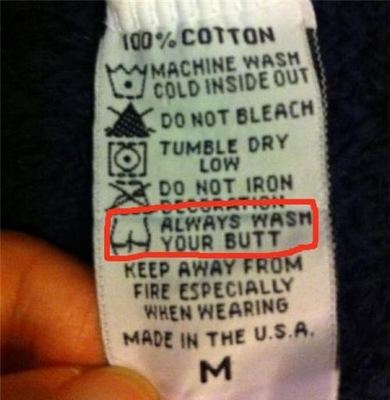 100% COTTON
MACHINE WASH
COLD INSIDE OUT
DO NOT BLEACH
TUMBLE DRY
LOW
DO NOT IRON
DECORATION
ALWAYS WASH
YOUR BUTT
KEEP AWAY FROM
FIRE ESPECIALLY
WHEN WEARING
MADE IN THE U.S.A.
M